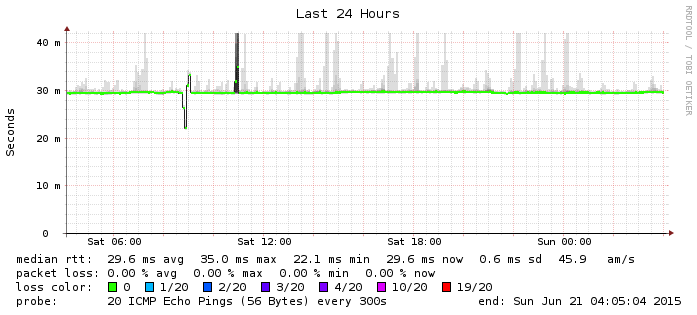 Last 24 Hours
RRDTOOL / TOBI OETIKER
Seconds
40 m
30 m
20 m
10 m
0
Sat 06:00 Sat 12:00 Sat 18:00 Sun 00:00
median rtt: 29.6 ms avg 35.0 ms max 22.1 ms min 29.6 ms now 0.6 ms sd 45.9 am/s
packet loss: 0.00 % avg 0.00 % max 0.00 % min 0.00 % now
loss color: 0 1/20 2/20 3/20 4/20 10/20 19/20
probe: 20 ICMP Echo Pings (56 Bytes) every 300s end: Sun Jun 21 04:05:04 2015